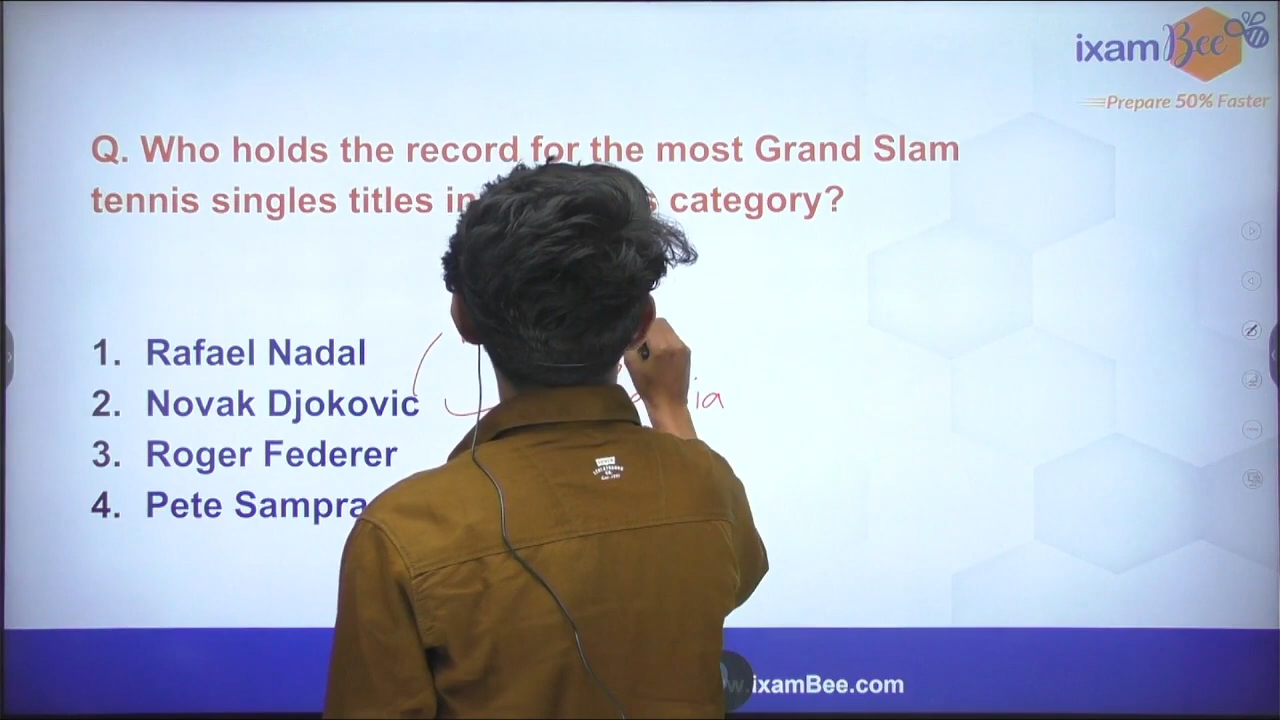 ixamBee
Prepare 50% Faster
Q. Who holds the record for the most Grand Slam
tennis singles titles in category?
1. Rafael Nadal
2. Novak Djokovic
3. Roger Federer
4. Pete Sampra
ixamBee.com